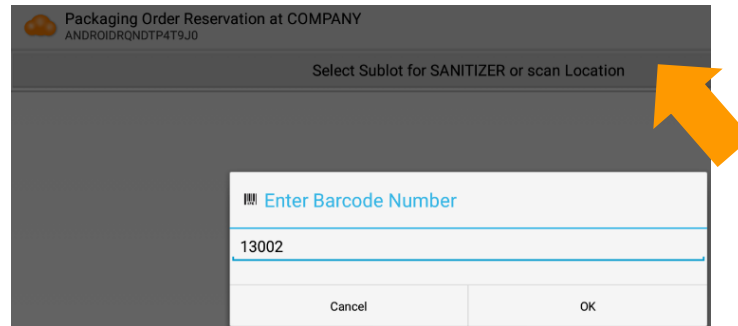 Packaging Order Reservation at COMPANY
ANDROIDRQNDTP4T9J0
Select Sublot for SANITIZER or scan Location
Enter Barcode Number
13002
Cancel OK